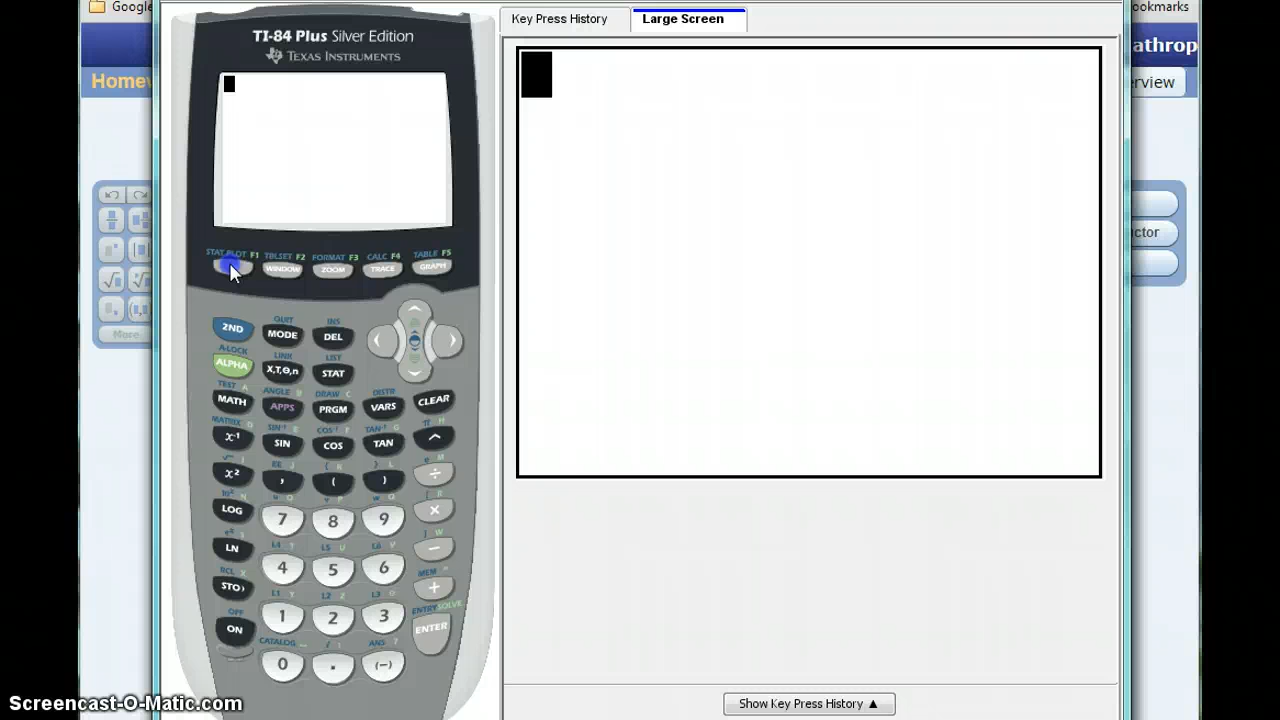 Google
ookmarks
Key Press History
Large Screen
TI-84 Plus Silver Edition
TEXAS INSTRUMENTS
athrop
Homew
rview
STAT PLOT F1 TBLSET F2 FORMAT F3 CALC F4 TABLE F5
WINDOW ZOOM TRACE GRAPH
ctor
QUIT INS
2ND MODE DEL
A-LOCK LINK LIST
ALPHA X,T,Θ,n STAT
TEST A ANGLE B DRAW C DISTR
MATH APPS PRGM VARS CLEAR
MATRIX D SIN⁻¹ E COS⁻¹ F TAN⁻¹ G π H
x⁻¹ SIN COS TAN ^
√ I EE J { K } L e M
x² , ( ) ÷
10ˣ N u O v P w Q [ R
LOG 7 8 9 ×
eˣ S L4 T L5 U L6 V ] W
LN 4 5 6 −
RCL X L1 Y L2 Z L3 Θ MEM "
STO› 1 2 3 +
OFF ENTRY SOLVE
ON ENTER
CATALOG i : ANS ?
0 . (−)
More
Show Key Press History ▲
Screencast-O-Matic.com